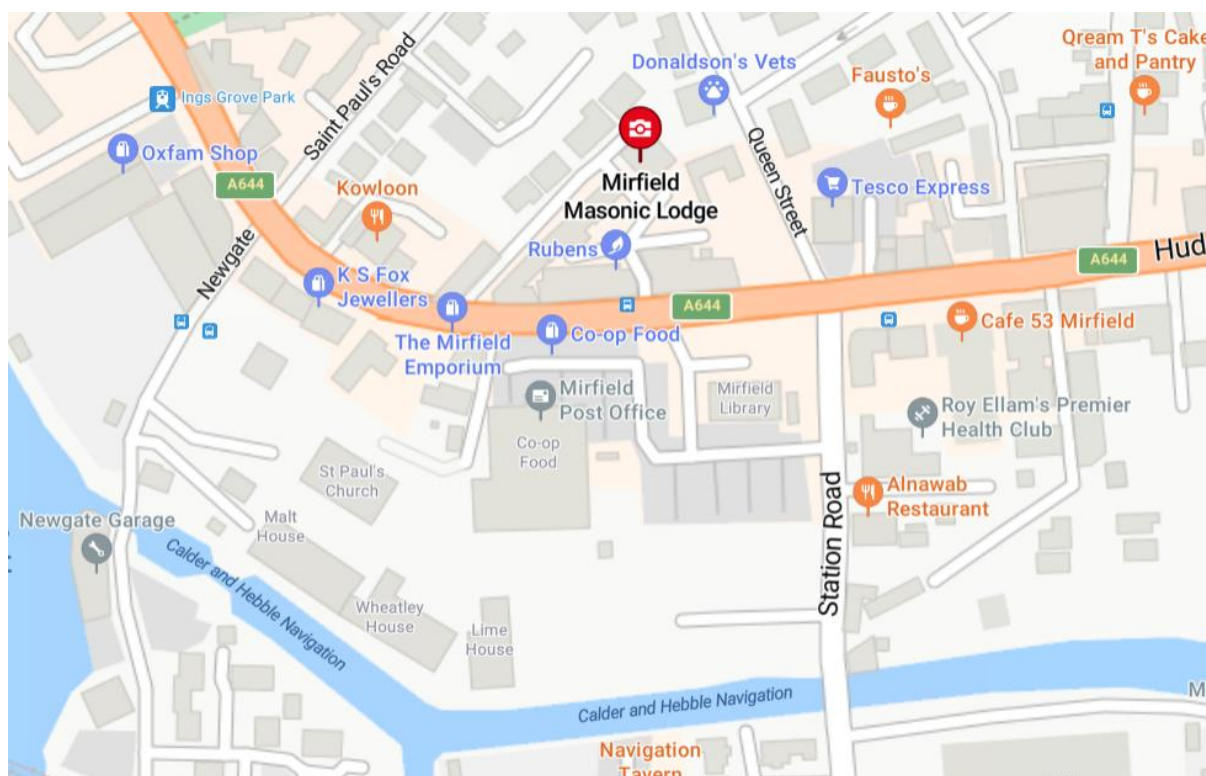 Donaldson's Vets
Fausto's
Qream T's Cake
and Pantry
Ings Grove Park
Saint Paul's Road
Oxfam Shop
A644
Kowloon
Mirfield
Masonic Lodge
Queen Street
Tesco Express
Newgate
Rubens
K S Fox
Jewellers
A644
Hud
A644
The Mirfield
Emporium
Co-op Food
Cafe 53 Mirfield
Mirfield
Post Office
Mirfield
Library
Roy Ellam's Premier
Health Club
Co-op
Food
St Paul's
Church
Alnawab
Restaurant
Station Road
Newgate Garage
Malt
House
Calder and Hebble Navigation
Wheatley
House
Lime
House
Calder and Hebble Navigation
M
Navigation
Tavern